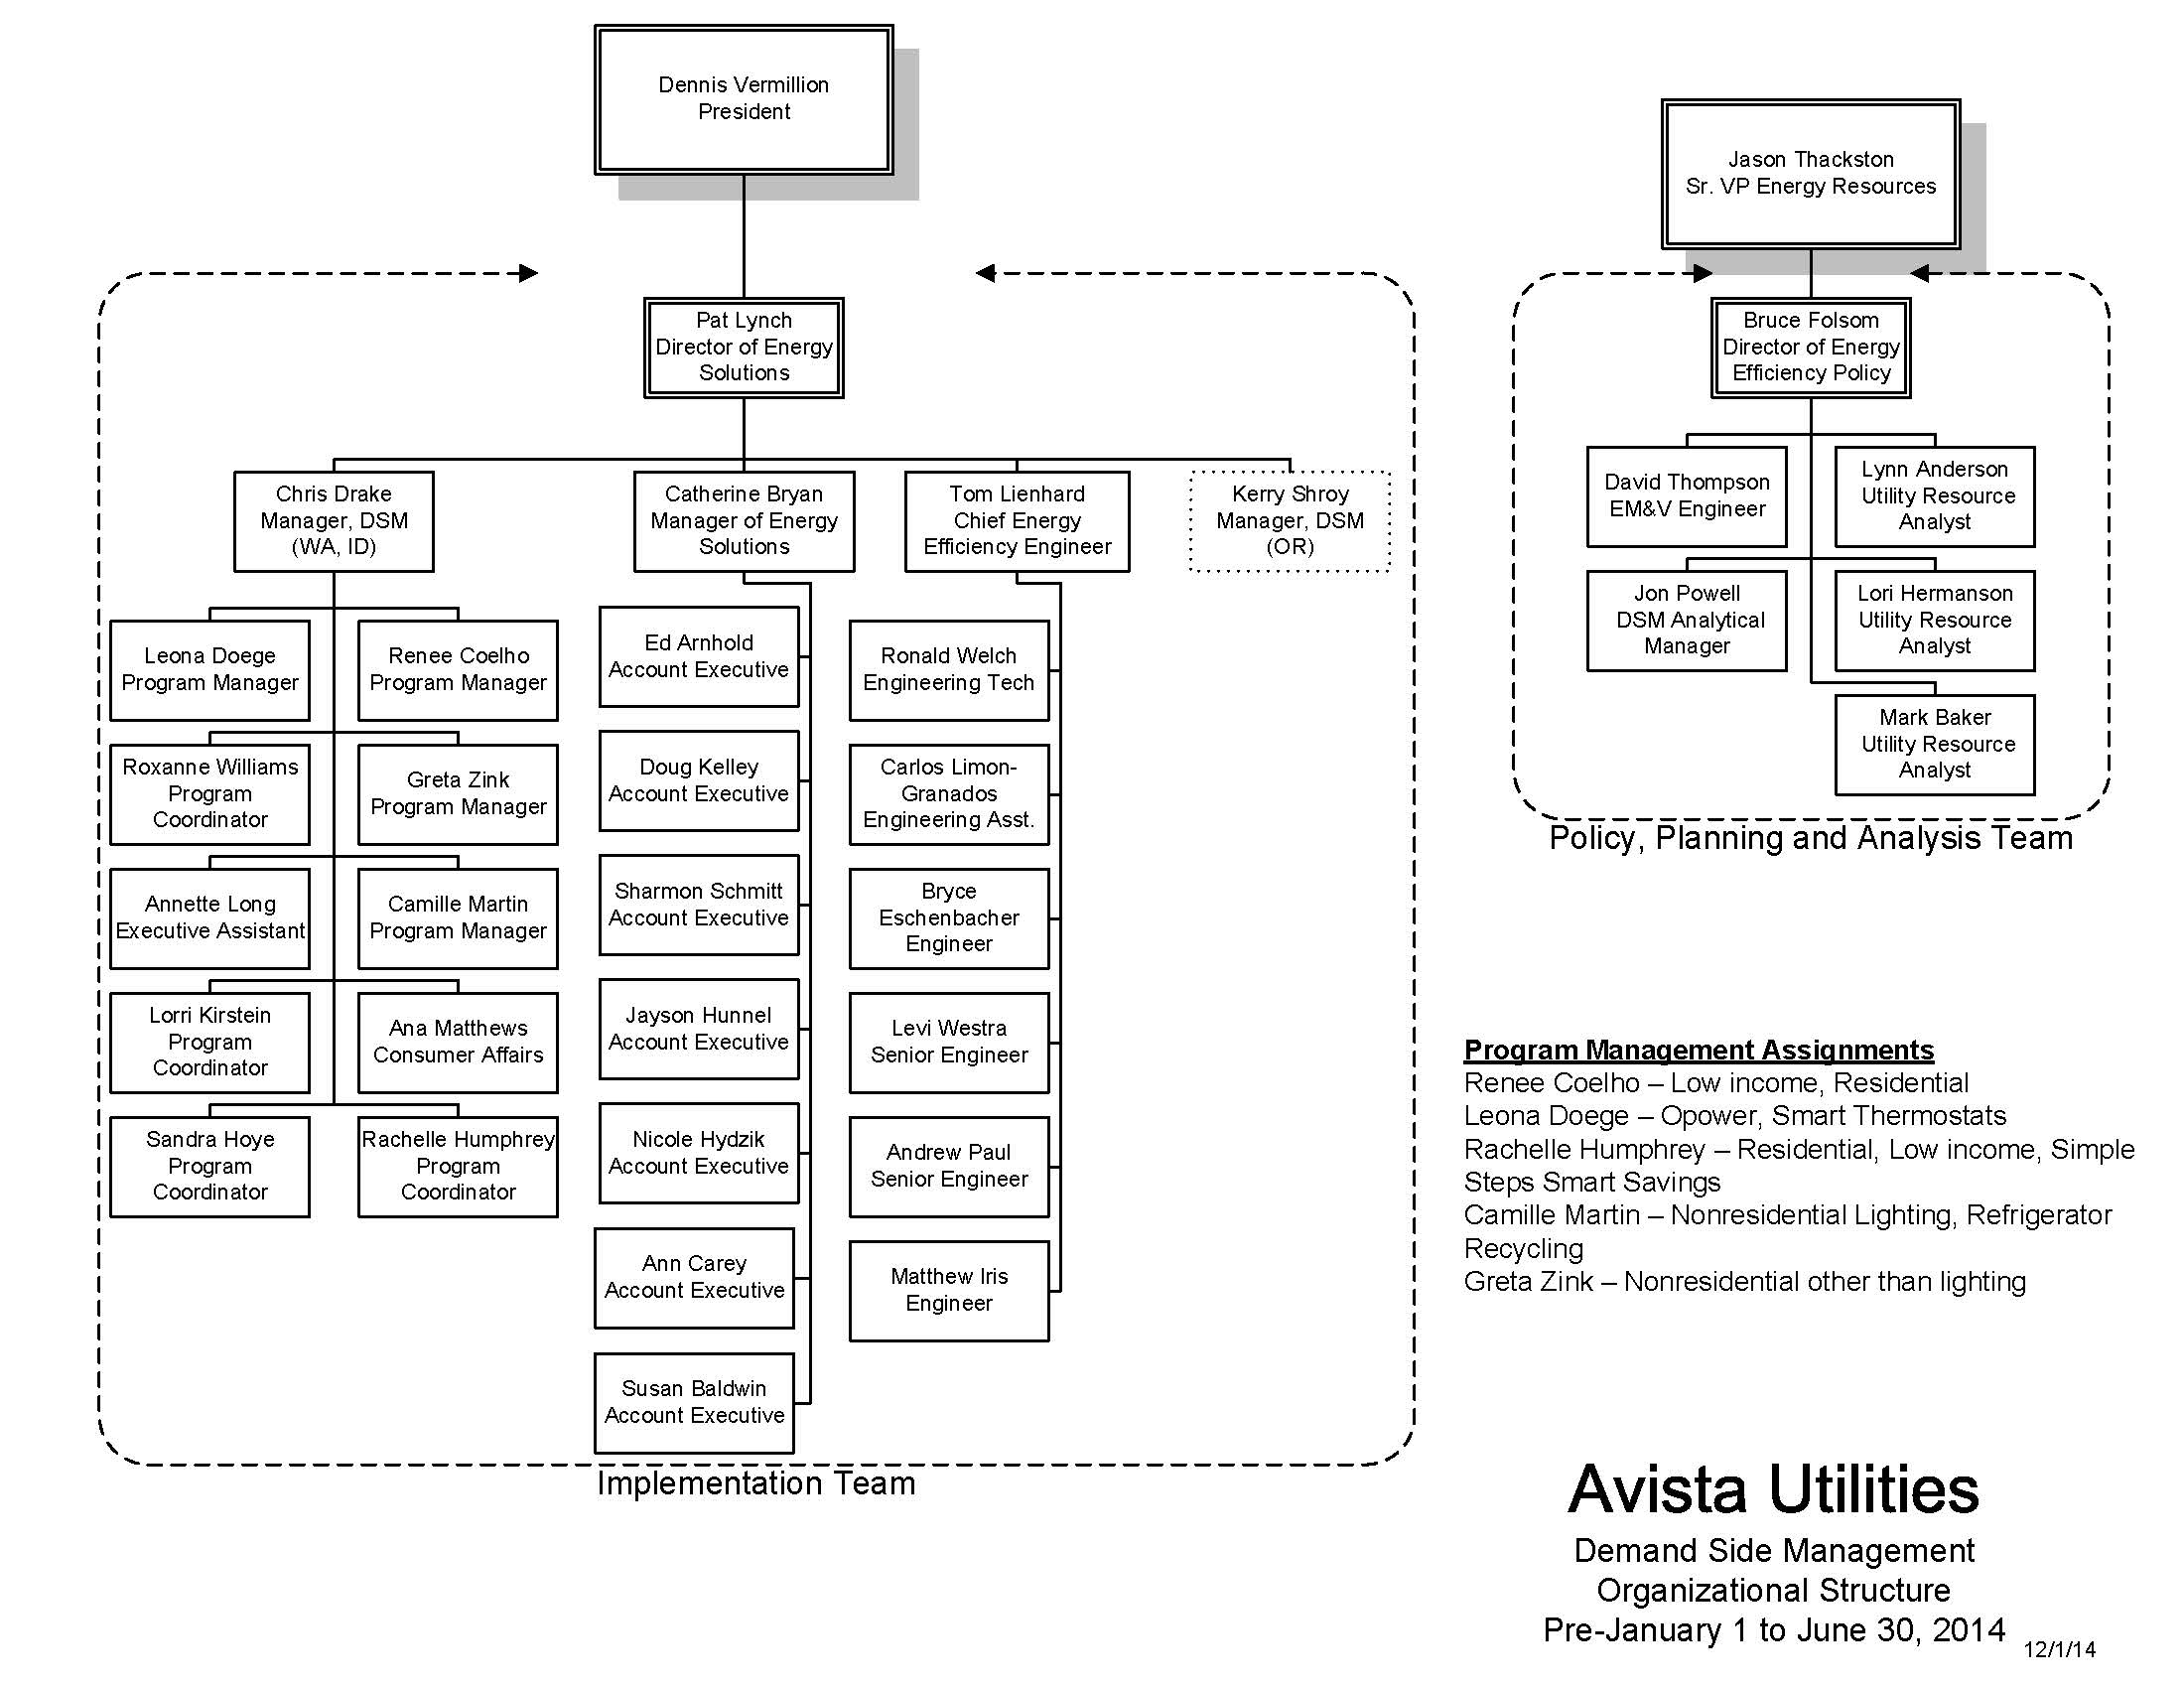 Dennis Vermillion
President
Jason Thackston
Sr. VP Energy Resources
Pat Lynch
Director of Energy
Solutions
Bruce Folsom
Director of Energy
Efficiency Policy
Chris Drake
Manager, DSM
(WA, ID)
Catherine Bryan
Manager of Energy
Solutions
Tom Lienhard
Chief Energy
Efficiency Engineer
Kerry Shroy
Manager, DSM
(OR)
Leona Doege
Program Manager
Renee Coelho
Program Manager
Roxanne Williams
Program
Coordinator
Greta Zink
Program Manager
Annette Long
Executive Assistant
Camille Martin
Program Manager
Lorri Kirstein
Program
Coordinator
Ana Matthews
Consumer Affairs
Sandra Hoye
Program
Coordinator
Rachelle Humphrey
Program
Coordinator
Ed Arnhold
Account Executive
Doug Kelley
Account Executive
Sharmon Schmitt
Account Executive
Jayson Hunnel
Account Executive
Nicole Hydzik
Account Executive
Ann Carey
Account Executive
Susan Baldwin
Account Executive
Ronald Welch
Engineering Tech
Carlos Limon-
Granados
Engineering Asst.
Bryce
Eschenbacher
Engineer
Levi Westra
Senior Engineer
Andrew Paul
Senior Engineer
Matthew Iris
Engineer
Implementation Team
David Thompson
EM&V Engineer
Lynn Anderson
Utility Resource
Analyst
Jon Powell
DSM Analytical
Manager
Lori Hermanson
Utility Resource
Analyst
Mark Baker
Utility Resource
Analyst
Policy, Planning and Analysis Team
Program Management Assignments
Renee Coelho – Low income, Residential
Leona Doege – Opower, Smart Thermostats
Rachelle Humphrey – Residential, Low income, Simple
Steps Smart Savings
Camille Martin – Nonresidential Lighting, Refrigerator
Recycling
Greta Zink – Nonresidential other than lighting
Avista Utilities
Demand Side Management
Organizational Structure
Pre-January 1 to June 30, 2014
12/1/14